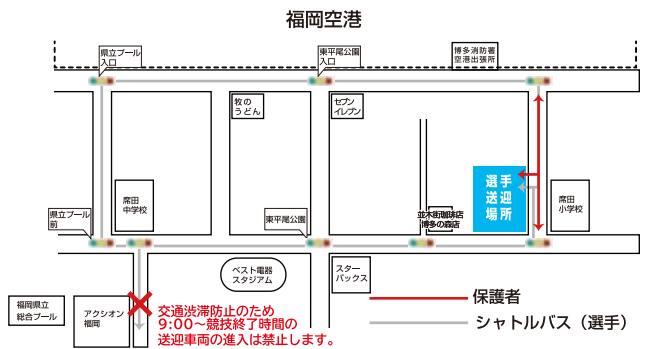 福岡空港
県立プール
入口
東平尾公園
入口
博多消防署
空港出張所
牧の
うどん
セブン
イレブン
選手
送迎
場所
席田
中学校
席田
小学校
県立プール
前
東平尾公園
並木街珈琲店
博多の森店
ベスト電器
スタジアム
スター
バックス
福岡県立
総合プール
アクシオン
福岡
交通渋滞防止のため
9:00～競技終了時間の
送迎車両の進入は禁止します。
保護者
シャトルバス（選手）